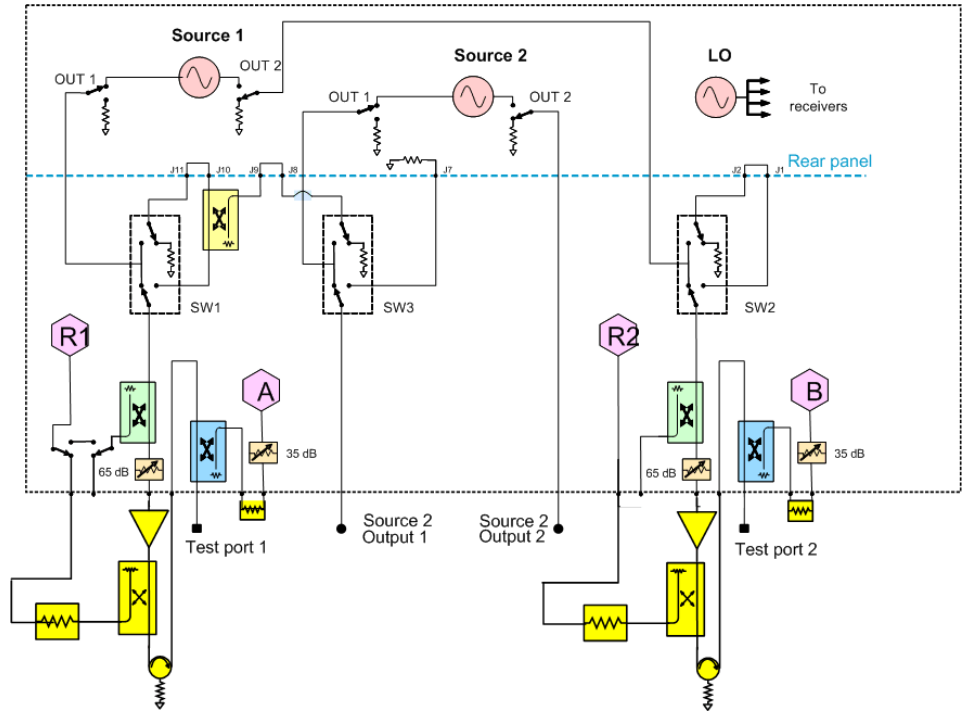 Source 1
OUT 1
OUT 2
Source 2
OUT 1
OUT 2
LO
To
receivers
Rear panel
J11
J10
J9
J8
J7
J2
J1
SW1
SW3
SW2
R1
A
R2
B
65 dB
35 dB
65 dB
35 dB
Test port 1
Source 2
Output 1
Source 2
Output 2
Test port 2